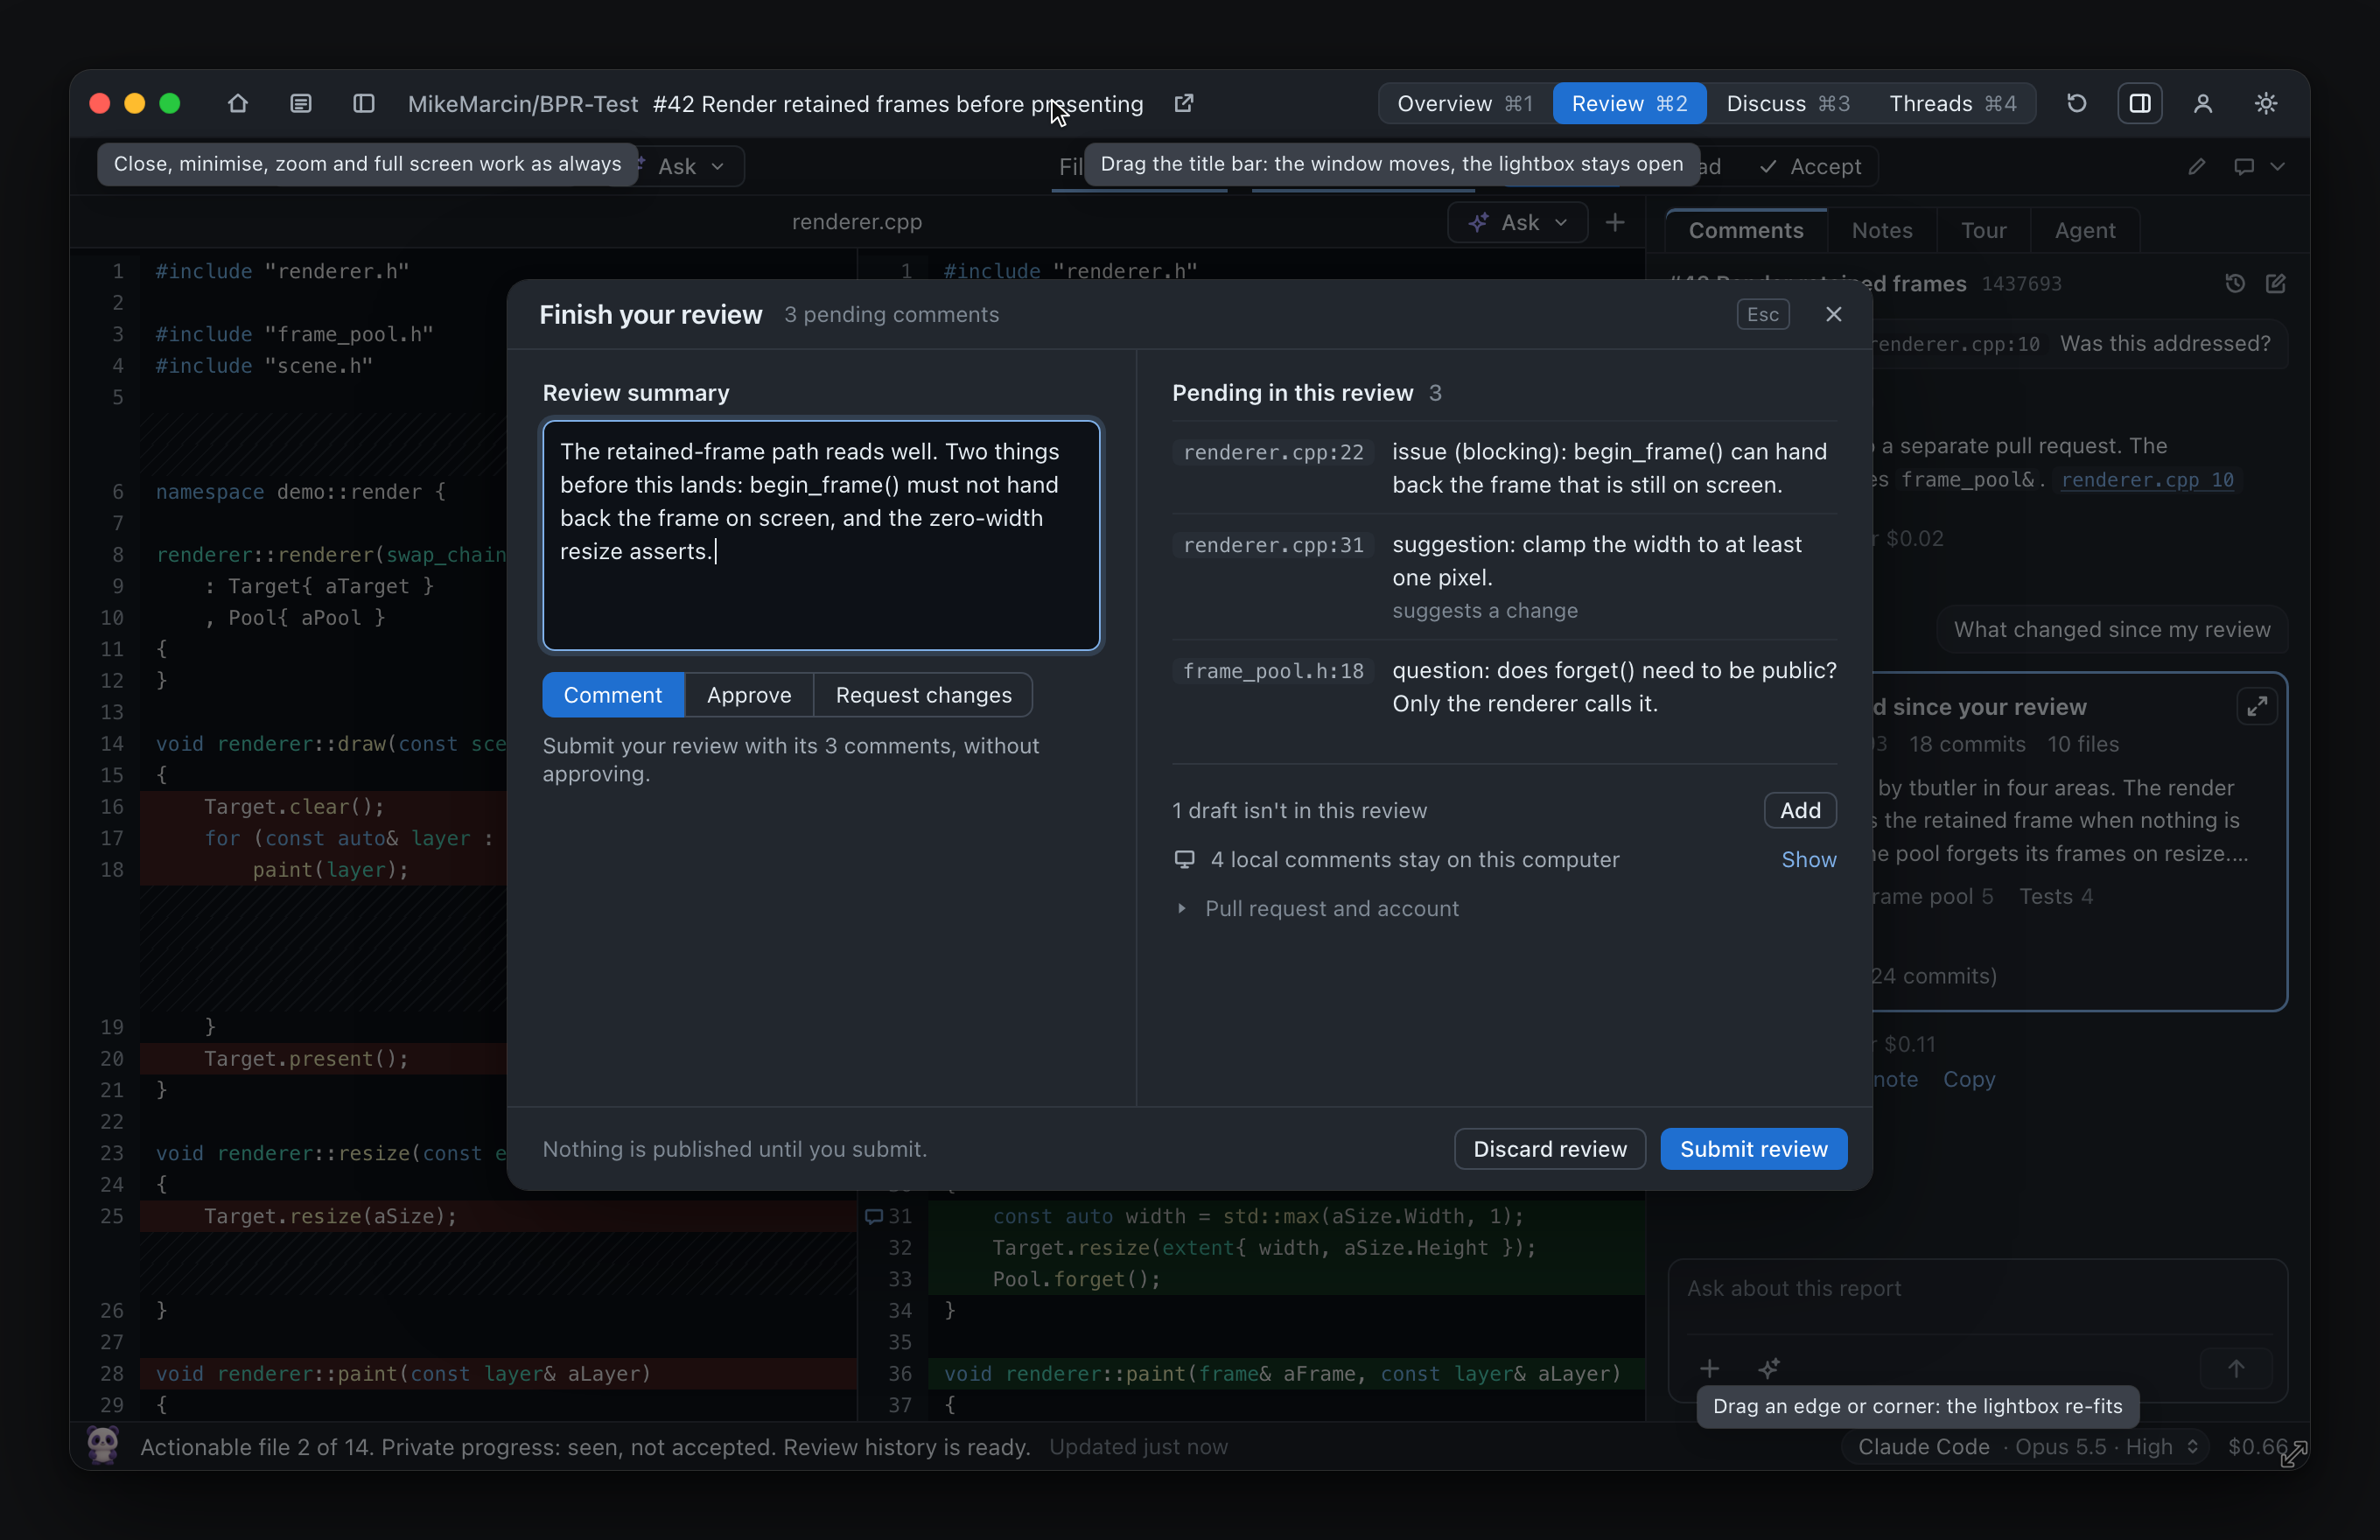 MikeMarcin/BPR-Test #42 Render retained frames before presenting
Overview ⌘1 Review ⌘2 Discuss ⌘3 Threads ⌘4
Close, minimise, zoom and full screen work as always
Ask
Fil
Drag the title bar: the window moves, the lightbox stays open
ad
Accept
renderer.cpp
Ask
Comments Notes Tour Agent
1 #include "renderer.h"
2
3 #include "frame_pool.h"
4 #include "scene.h"
5
6 namespace demo::render {
7
8 renderer::renderer(swap_chain
9 : Target{ aTarget }
10 , Pool{ aPool }
11 {
12 }
13
14 void renderer::draw(const sce
15 {
16 Target.clear();
17 for (const auto& layer :
18 paint(layer);
19 }
20 Target.present();
21 }
22
23 void renderer::resize(const e
24 {
25 Target.resize(aSize);
26 }
27
28 void renderer::paint(const layer& aLayer)
29 {
1 #include "renderer.h"
Finish your review 3 pending comments
Esc
Review summary
The retained-frame path reads well. Two things
before this lands: begin_frame() must not hand
back the frame on screen, and the zero-width
resize asserts.
Comment Approve Request changes
Submit your review with its 3 comments, without
approving.
Pending in this review 3
renderer.cpp:22 issue (blocking): begin_frame() can hand
back the frame that is still on screen.
renderer.cpp:31 suggestion: clamp the width to at least
one pixel.
suggests a change
frame_pool.h:18 question: does forget() need to be public?
Only the renderer calls it.
1 draft isn't in this review Add
4 local comments stay on this computer Show
Pull request and account
Nothing is published until you submit.
Discard review Submit review
31 const auto width = std::max(aSize.Width, 1);
32 Target.resize(extent{ width, aSize.Height });
33 Pool.forget();
34 }
35
36 void renderer::paint(frame& aFrame, const layer& aLayer)
37 {
ed frames 1437693
renderer.cpp:10 Was this addressed?
a separate pull request. The
es frame_pool&. renderer.cpp 10
$0.02
What changed since my review
d since your review
18 commits 10 files
by tbutler in four areas. The render
s the retained frame when nothing is
e pool forgets its frames on resize....
rame pool 5 Tests 4
24 commits)
$0.11
note Copy
Ask about this report
Drag an edge or corner: the lightbox re-fits
Actionable file 2 of 14. Private progress: seen, not accepted. Review history is ready. Updated just now
Claude Code · Opus 5.5 · High $0.66